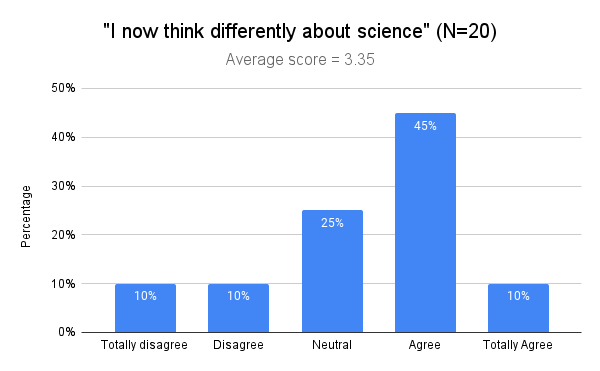 "I now think differently about science" (N=20)
Average score = 3.35
Percentage
50%
40%
30%
20%
10%
0%
10%
10%
25%
45%
10%
Totally disagree
Disagree
Neutral
Agree
Totally Agree